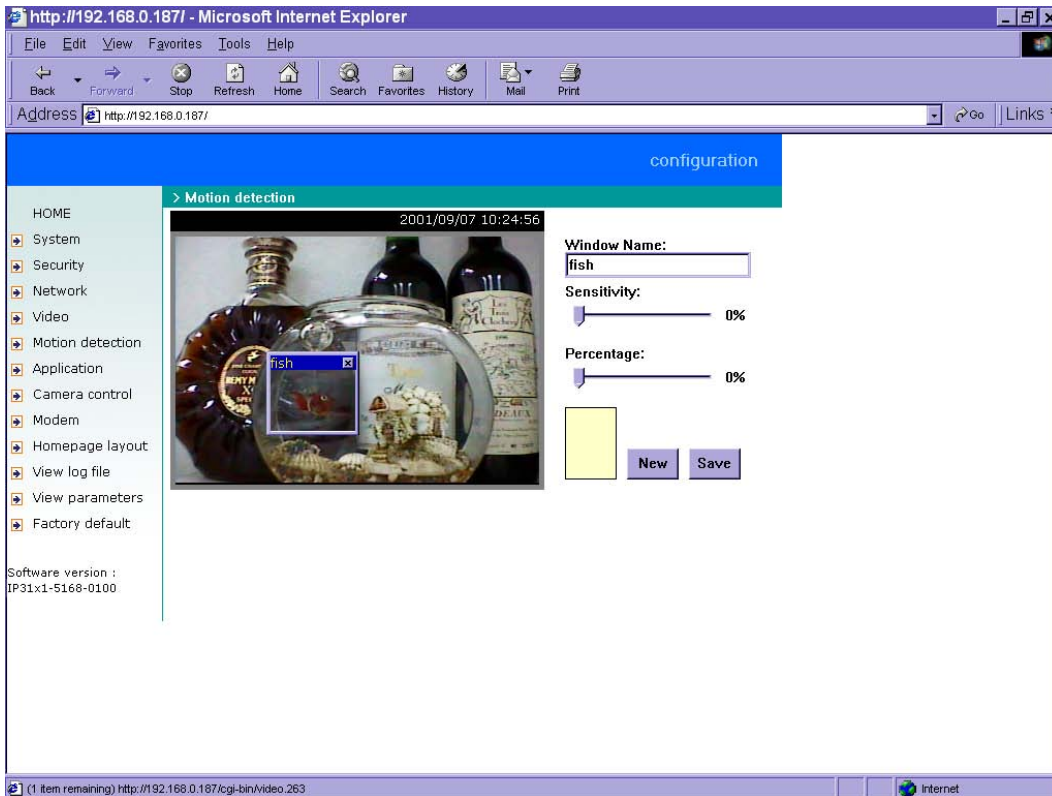 http://192.168.0.187/ - Microsoft Internet Explorer
File Edit View Favorites Tools Help
Back Forward Stop Refresh Home Search Favorites History Mail Print
Address http://192.168.0.187/ Go Links
configuration
> Motion detection
HOME
System
Security
Network
Video
Motion detection
Application
Camera control
Modem
Homepage layout
View log file
View parameters
Factory default
Software version :
IP31x1-5168-0100
2001/09/07 10:24:56
fish
REMY
1996
Window Name:
fish
Sensitivity:
0%
Percentage:
0%
New Save
(1 item remaining) http://192.168.0.187/cgi-bin/video.263
Internet